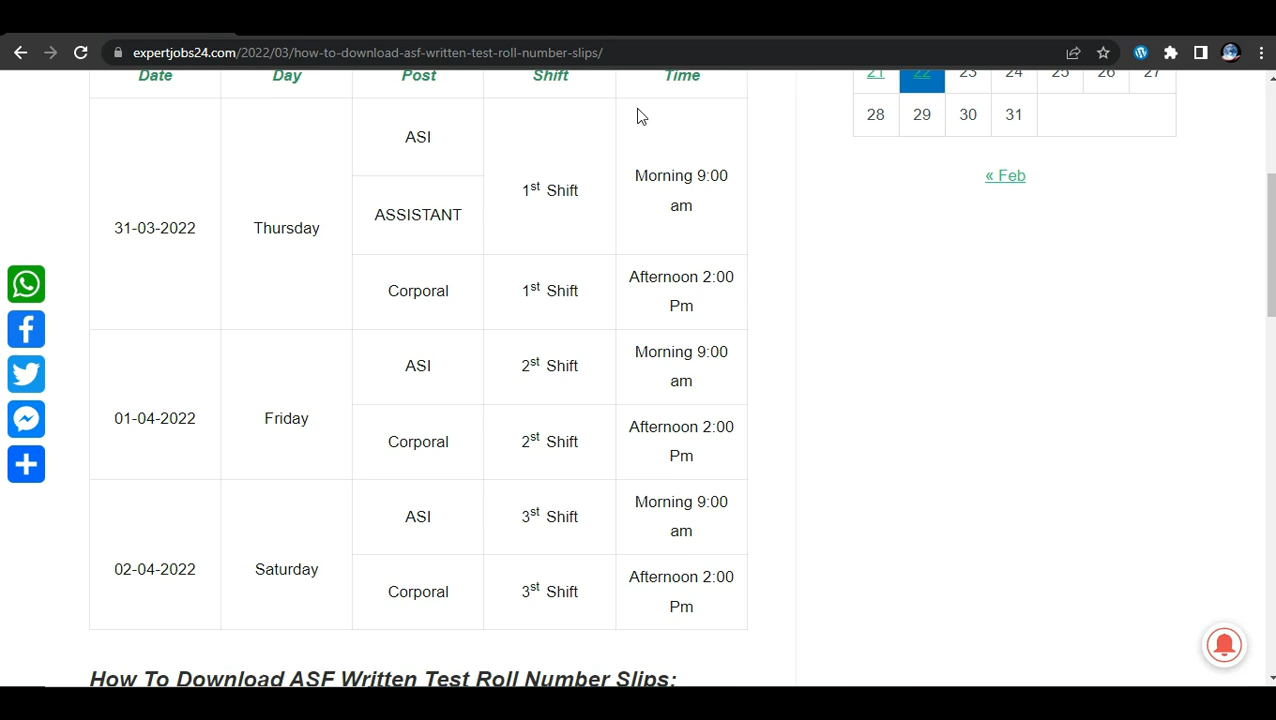 expertjobs24.com/2022/03/how-to-download-asf-written-test-roll-number-slips/
Date Day Post Shift Time
31-03-2022 Thursday
ASI
ASSISTANT
1st Shift
Morning 9:00
am
Corporal 1st Shift
Afternoon 2:00
Pm
01-04-2022 Friday
ASI 2st Shift
Morning 9:00
am
Corporal 2st Shift
Afternoon 2:00
Pm
02-04-2022 Saturday
ASI 3st Shift
Morning 9:00
am
Corporal 3st Shift
Afternoon 2:00
Pm
How To Download ASF Written Test Roll Number Slips:
21 22 23 24 25 26 27
28 29 30 31
« Feb